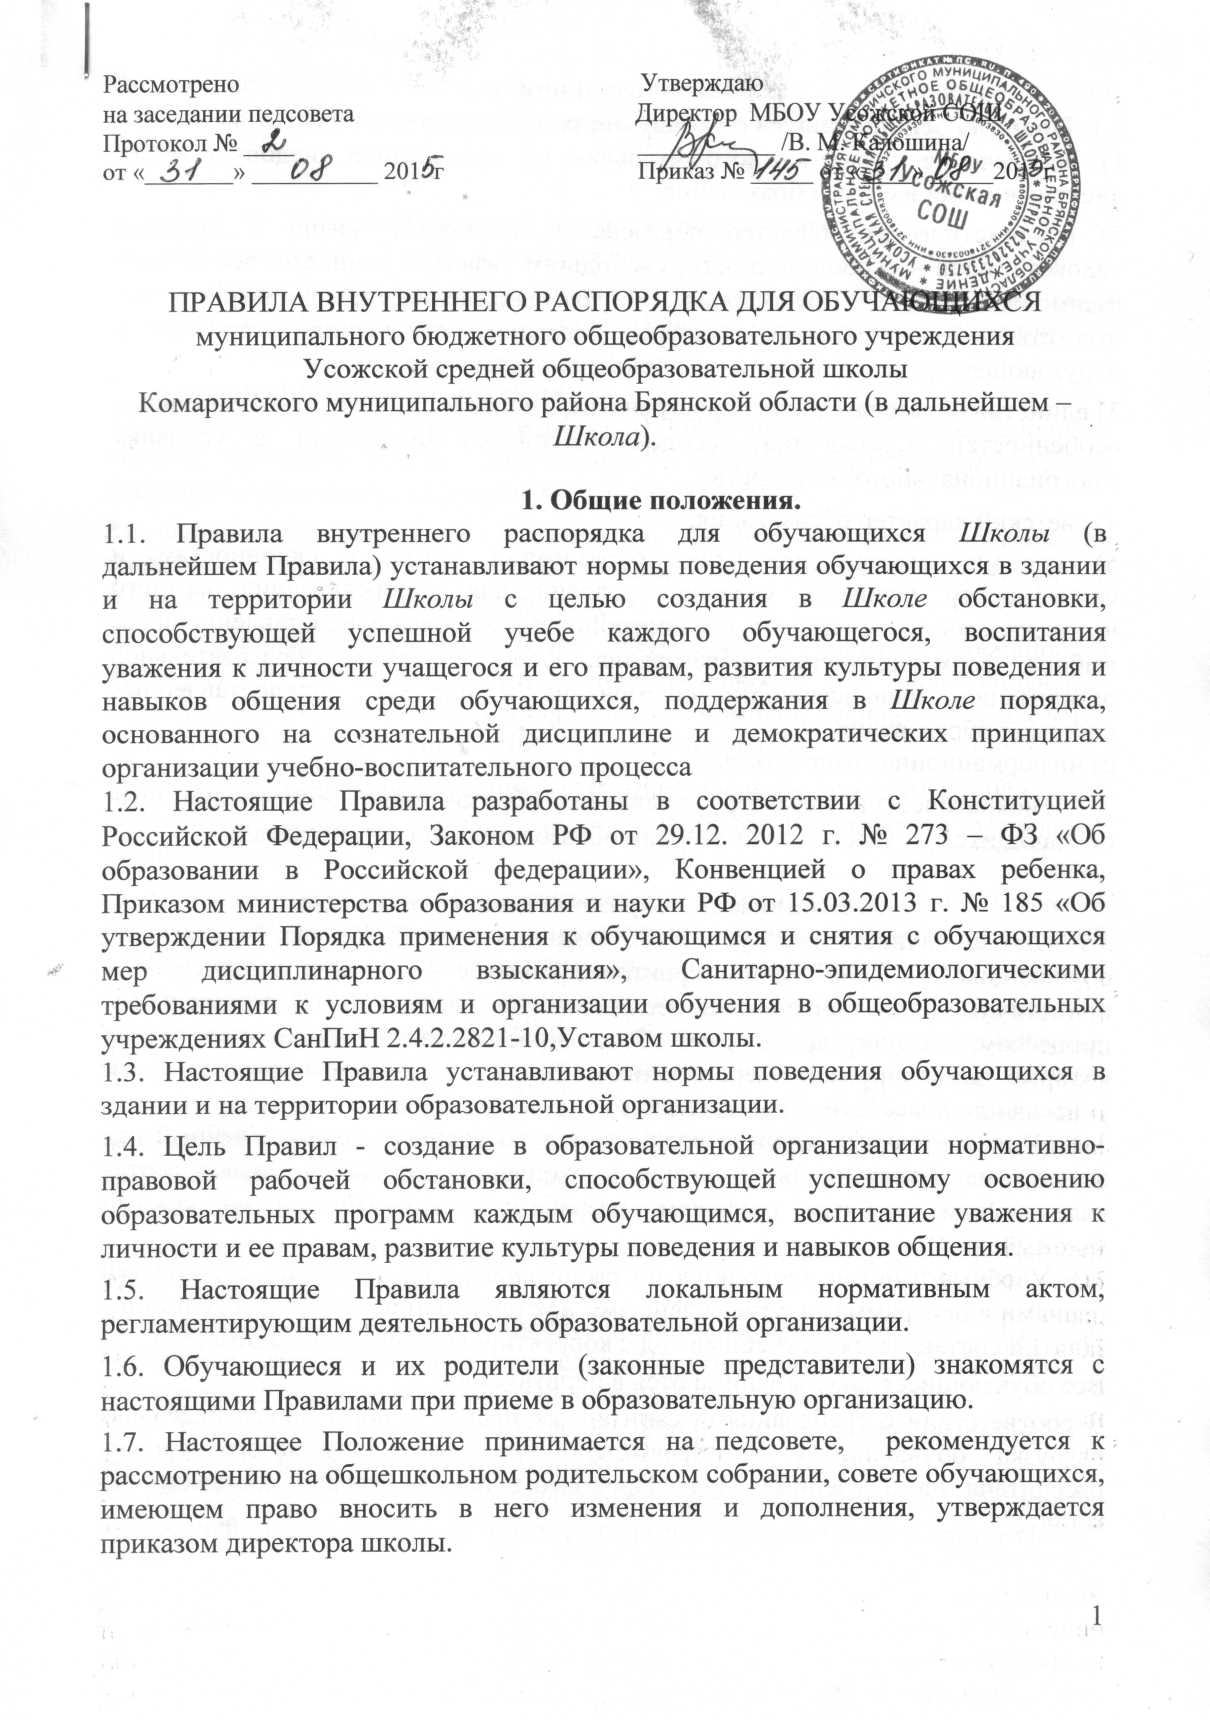 Рассмотрено
на заседании педсовета
Протокол № 2
от «31» 08 2015г
Утверждаю
Директор МБОУ Усожской СОШ
/В. М. Калошина/
Приказ № 145 от «31» 08 2015г
МБОУ
Усожская
СОШ
ПРАВИЛА ВНУТРЕННЕГО РАСПОРЯДКА ДЛЯ ОБУЧАЮЩИХСЯ
муниципального бюджетного общеобразовательного учреждения
Усожской средней общеобразовательной школы
Комаричского муниципального района Брянской области (в дальнейшем –
Школа).
1. Общие положения.
1.1. Правила внутреннего распорядка для обучающихся Школы (в
дальнейшем Правила) устанавливают нормы поведения обучающихся в здании
и на территории Школы с целью создания в Школе обстановки,
способствующей успешной учебе каждого обучающегося, воспитания
уважения к личности учащегося и его правам, развития культуры поведения и
навыков общения среди обучающихся, поддержания в Школе порядка,
основанного на сознательной дисциплине и демократических принципах
организации учебно-воспитательного процесса
1.2. Настоящие Правила разработаны в соответствии с Конституцией
Российской Федерации, Законом РФ от 29.12. 2012 г. № 273 – ФЗ «Об
образовании в Российской федерации», Конвенцией о правах ребенка,
Приказом министерства образования и науки РФ от 15.03.2013 г. № 185 «Об
утверждении Порядка применения к обучающимся и снятия с обучающихся
мер дисциплинарного взыскания», Санитарно-эпидемиологическими
требованиями к условиям и организации обучения в общеобразовательных
учреждениях СанПиН 2.4.2.2821-10,Уставом школы.
1.3. Настоящие Правила устанавливают нормы поведения обучающихся в
здании и на территории образовательной организации.
1.4. Цель Правил - создание в образовательной организации нормативно-
правовой рабочей обстановки, способствующей успешному освоению
образовательных программ каждым обучающимся, воспитание уважения к
личности и ее правам, развитие культуры поведения и навыков общения.
1.5. Настоящие Правила являются локальным нормативным актом,
регламентирующим деятельность образовательной организации.
1.6. Обучающиеся и их родители (законные представители) знакомятся с
настоящими Правилами при приеме в образовательную организацию.
1.7. Настоящее Положение принимается на педсовете, рекомендуется к
рассмотрению на общешкольном родительском собрании, совете обучающихся,
имеющем право вносить в него изменения и дополнения, утверждается
приказом директора школы.
1